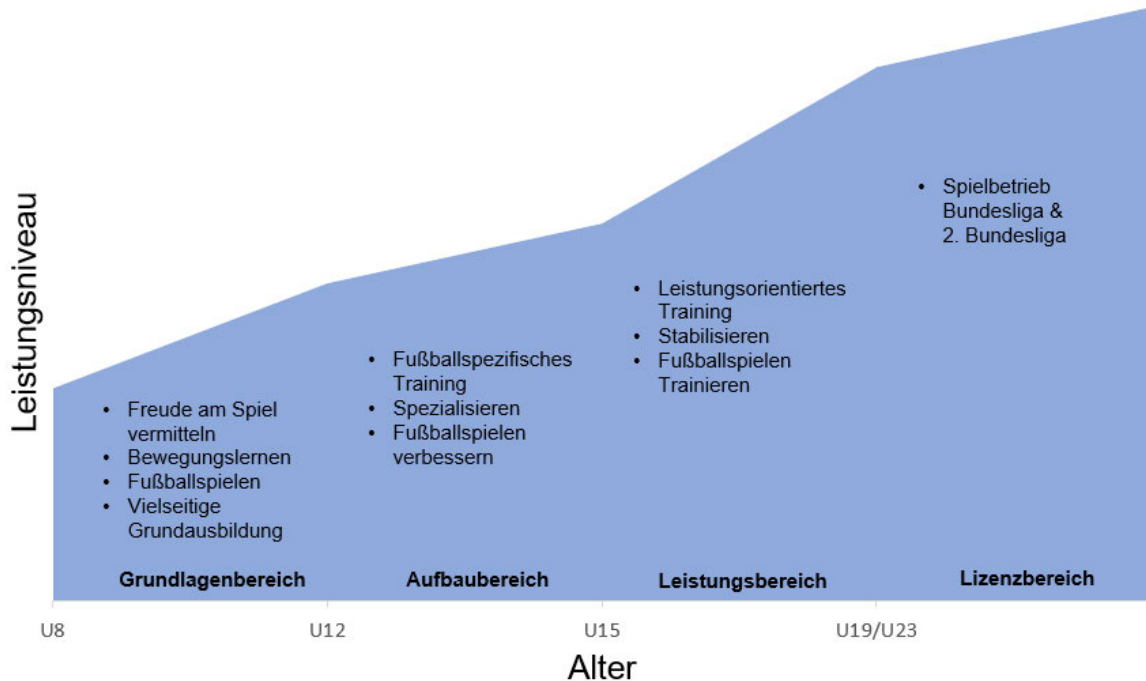 Leistungsniveau
• Freude am Spiel
vermitteln
• Bewegungslernen
• Fußballspielen
• Vielseitige
Grundausbildung
Grundlagenbereich
• Fußballspezifisches
Training
• Spezialisieren
• Fußballspielen
verbessern
Aufbaubereich
• Leistungsorientiertes
Training
• Stabilisieren
• Fußballspielen
Trainieren
Leistungsbereich
• Spielbetrieb
Bundesliga &
2. Bundesliga
Lizenzbereich
U8
U12
U15
U19/U23
Alter